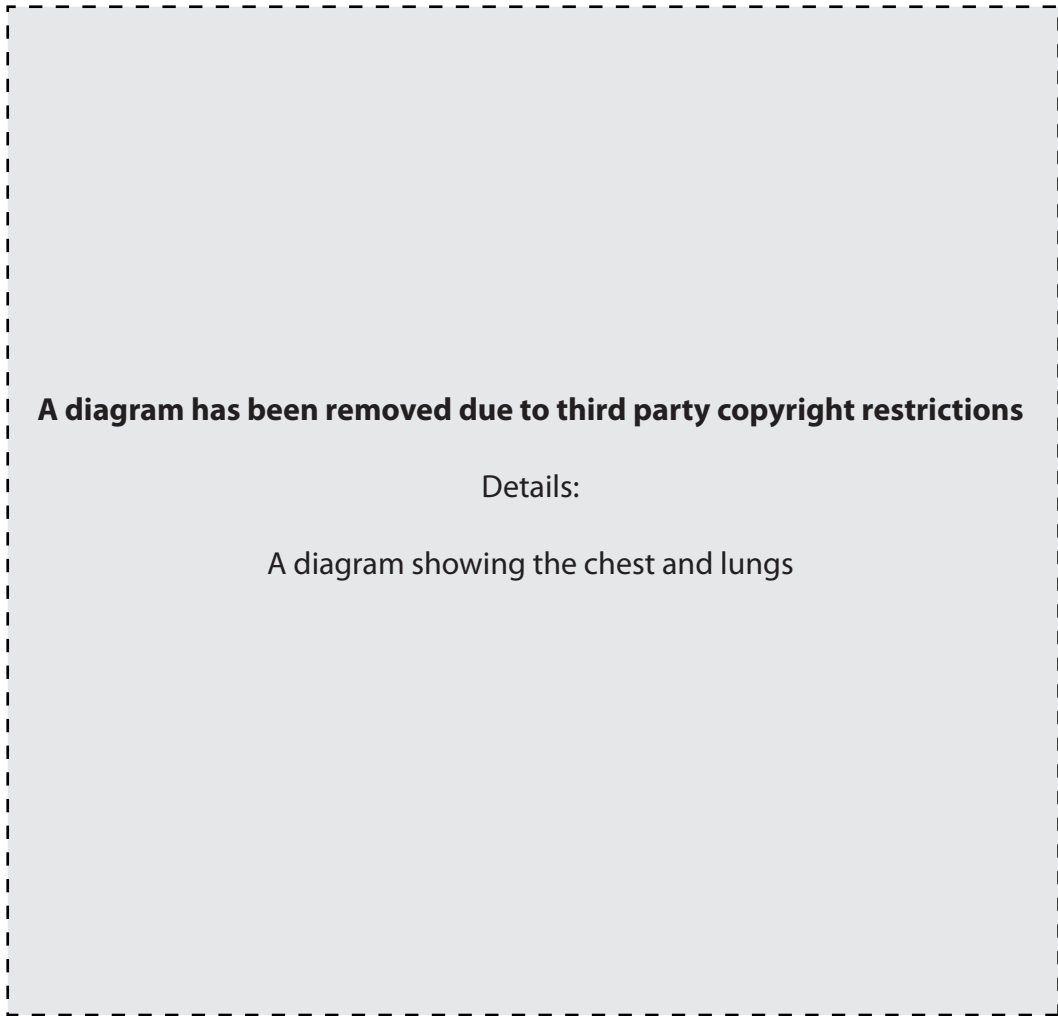 A diagram has been removed due to third party copyright restrictions
Details:
A diagram showing the chest and lungs